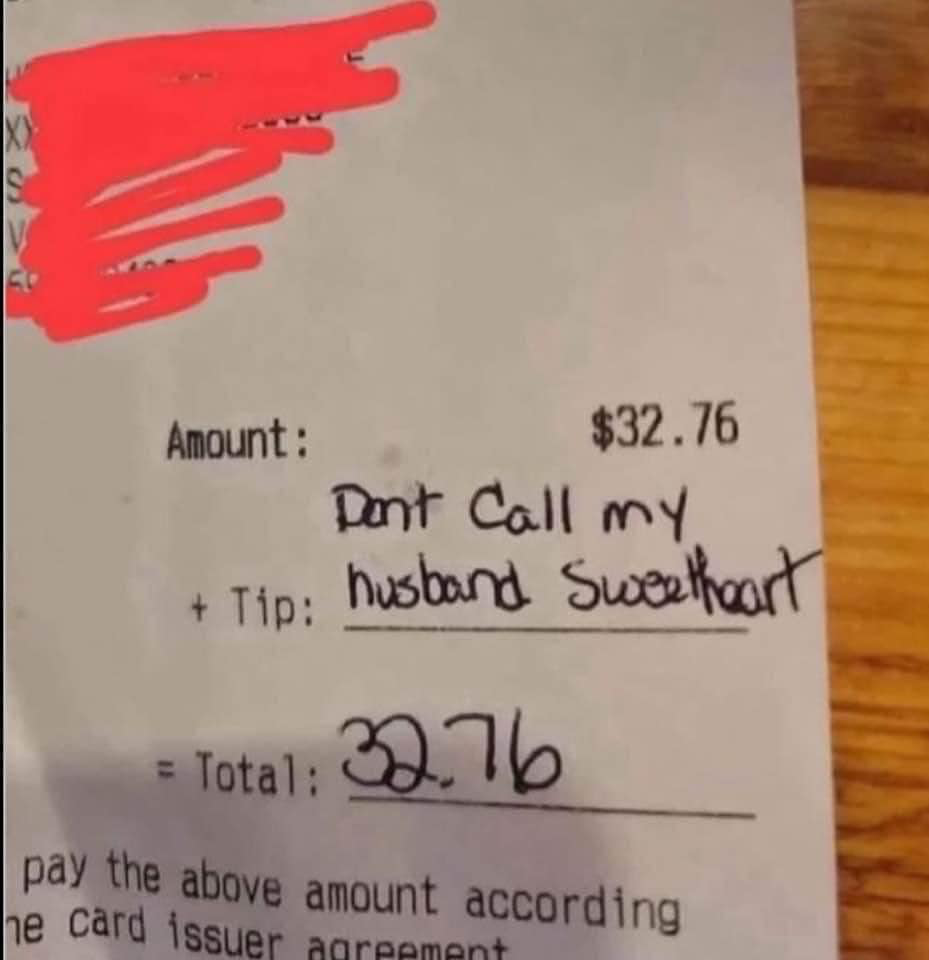 Amount: $32.76
Dont Call my
+ Tip: husband Sweetheart
= Total: 32.76
pay the above amount according
card issuer agreement